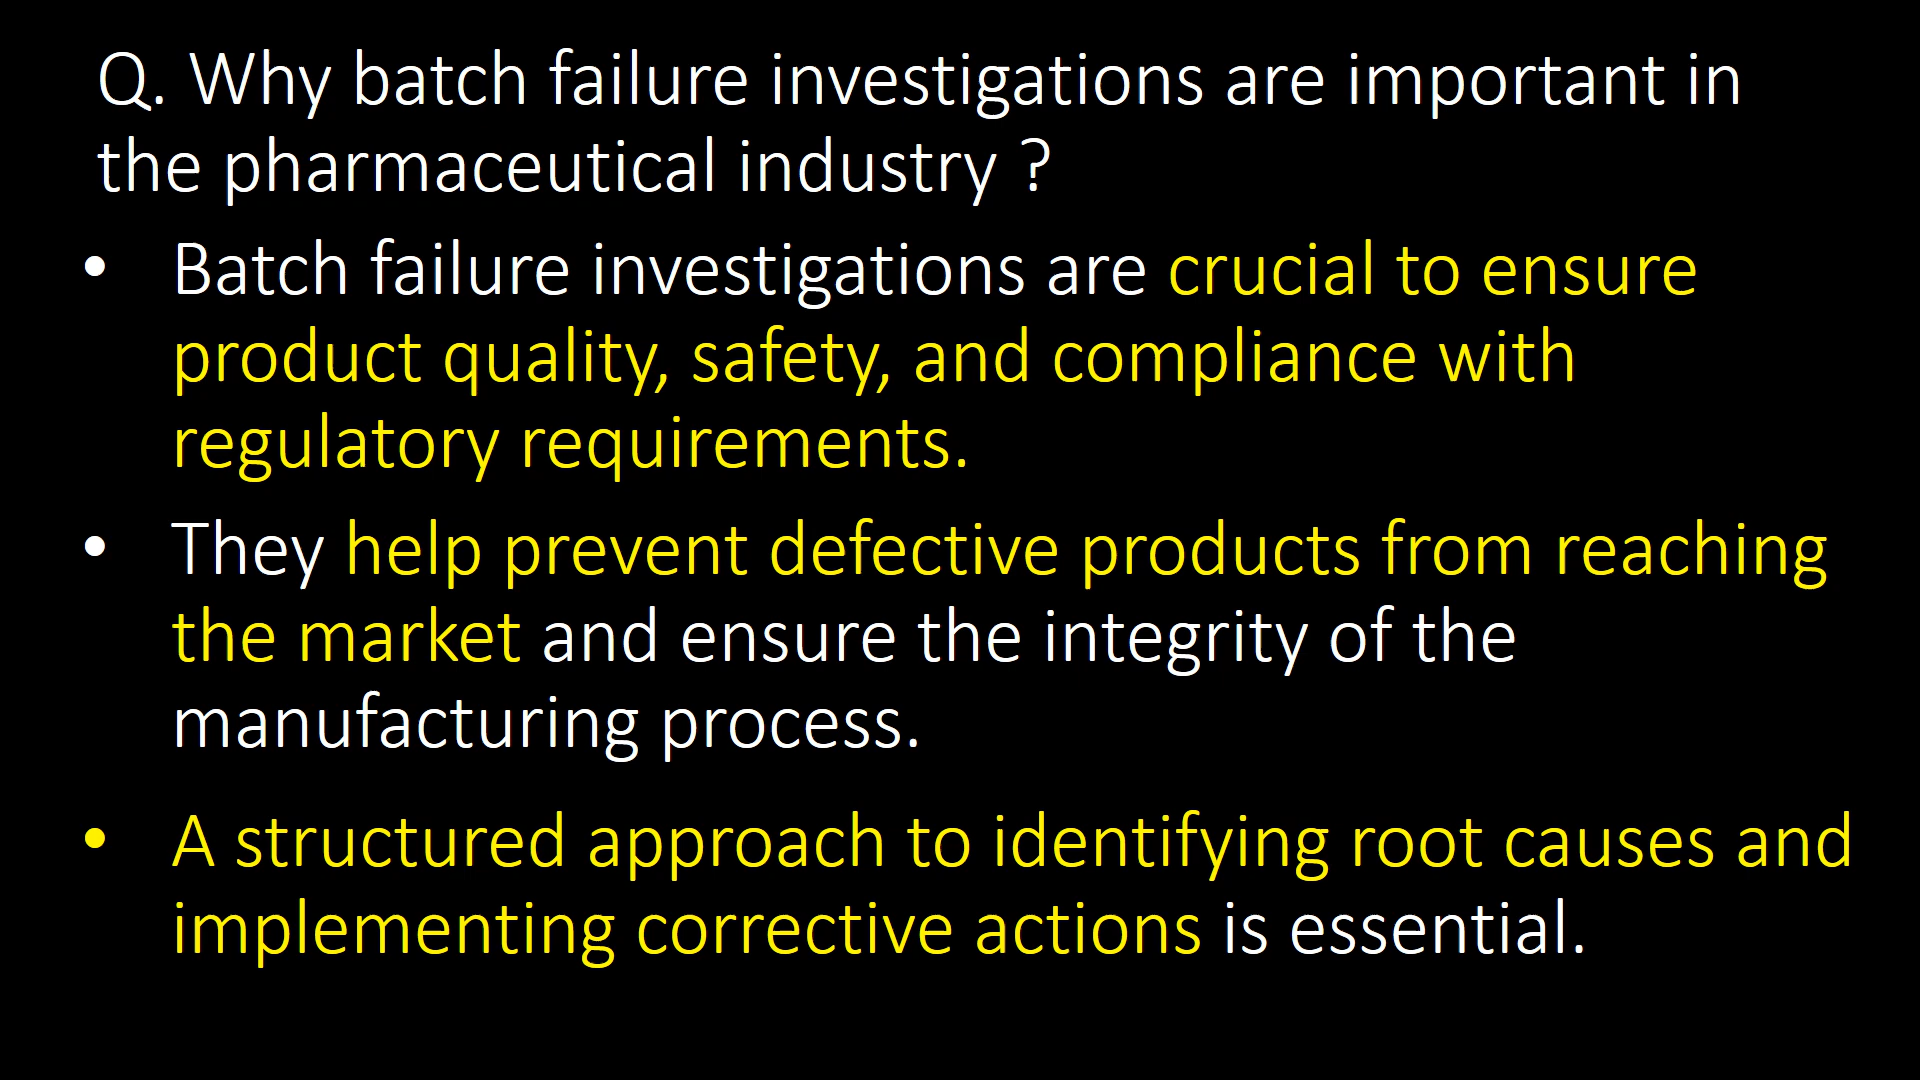 Q. Why batch failure investigations are important in
the pharmaceutical industry ?
• Batch failure investigations are crucial to ensure
product quality, safety, and compliance with
regulatory requirements.
• They help prevent defective products from reaching
the market and ensure the integrity of the
manufacturing process.
• A structured approach to identifying root causes and
implementing corrective actions is essential.